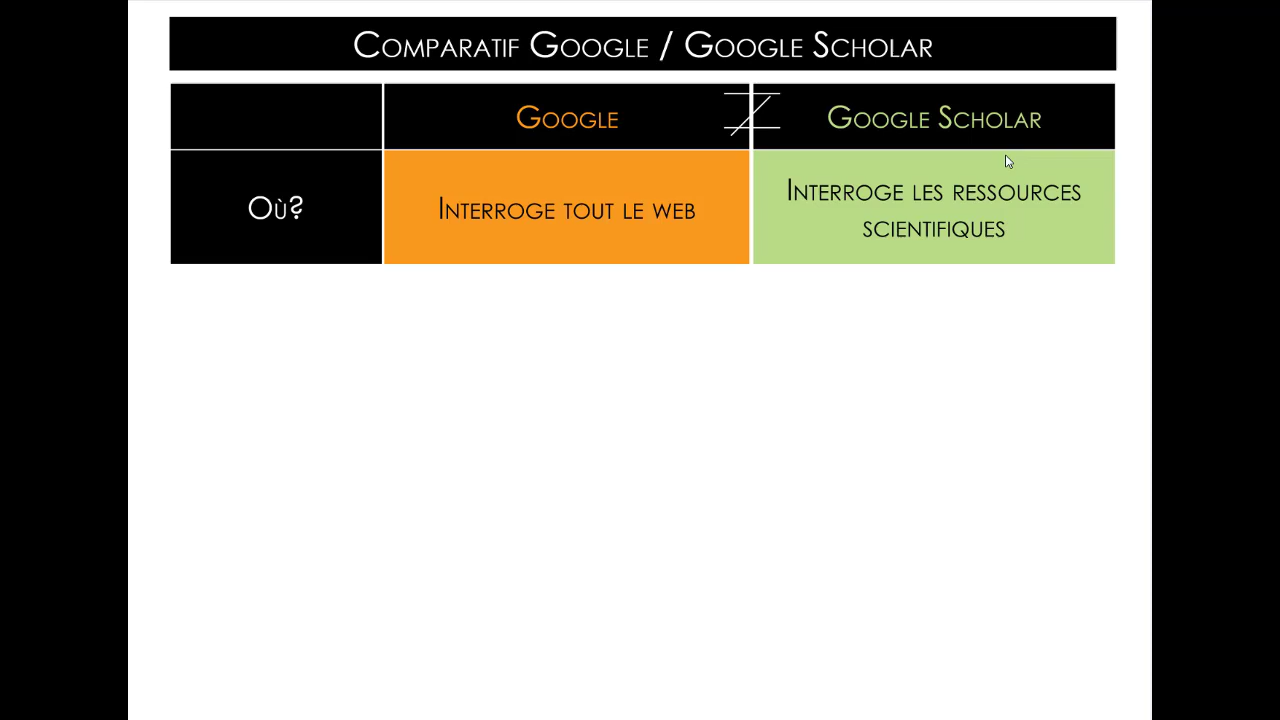 Comparatif Google / Google Scholar
Google ≠ Google Scholar
Où?
Interroge tout le web
Interroge les ressources
scientifiques